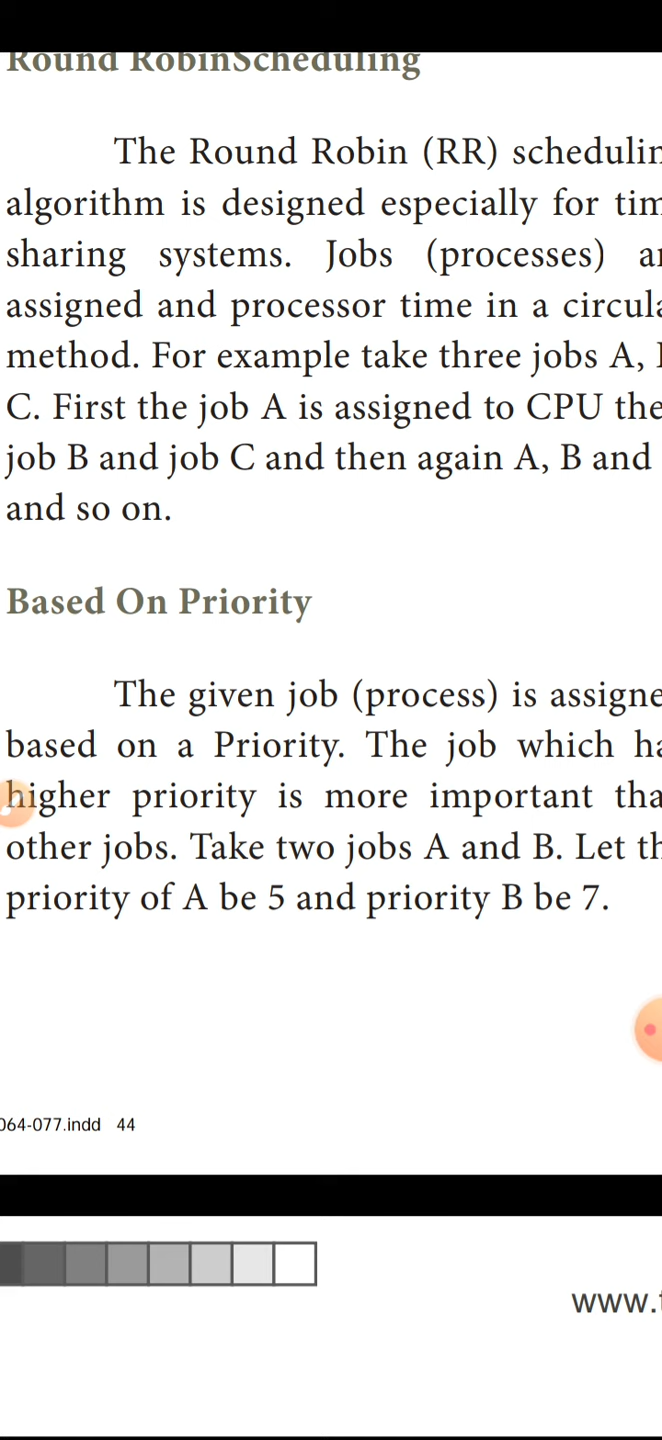 Round RobinScheduling
The Round Robin (RR) schedulin
algorithm is designed especially for tim
sharing systems. Jobs (processes) ar
assigned and processor time in a circula
method. For example take three jobs A,
C. First the job A is assigned to CPU the
job B and job C and then again A, B and
and so on.
Based On Priority
The given job (process) is assigne
based on a Priority. The job which ha
higher priority is more important tha
other jobs. Take two jobs A and B. Let th
priority of A be 5 and priority B be 7.
064-077.indd 44
www.t